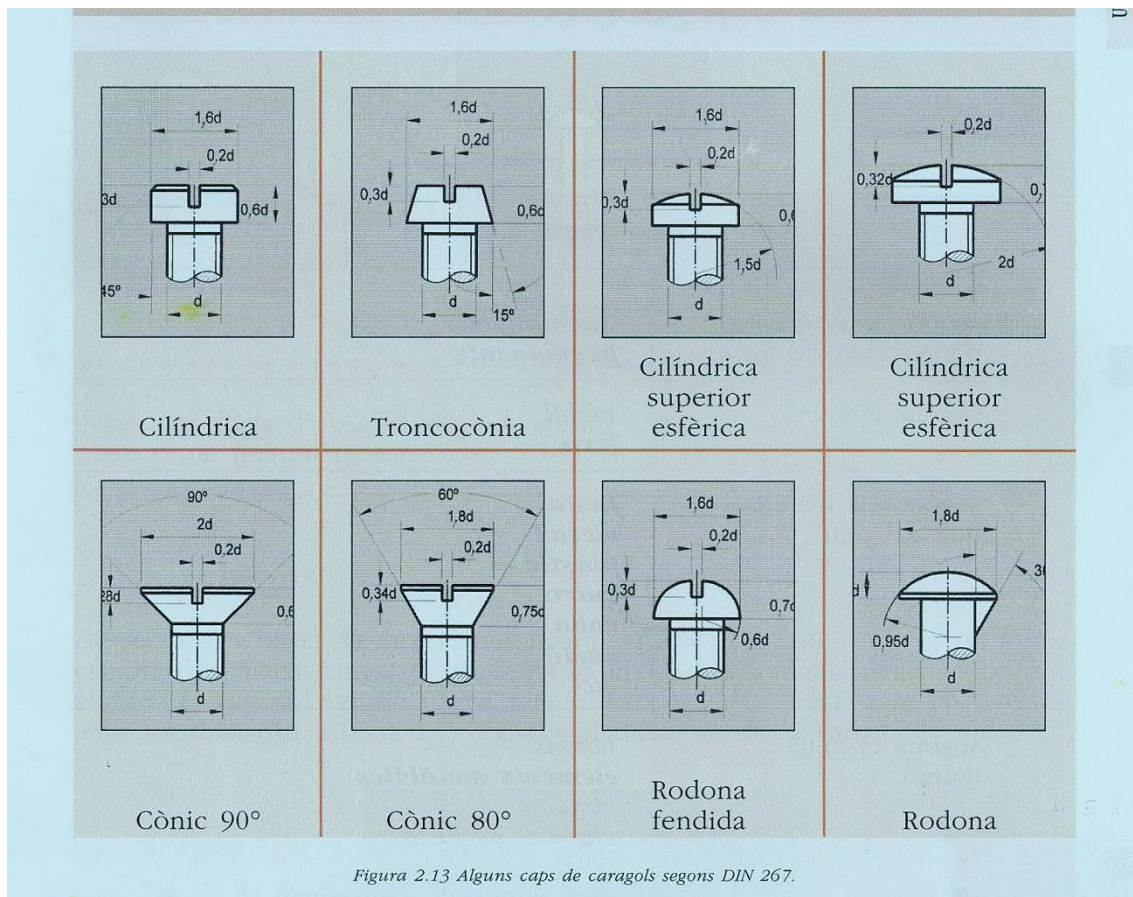 1,6d
0,2d
3d
0,6d
45°
d
Cilíndrica
1,6d
0,2d
0,3d
0,6d
d
15°
Troncocònia
1,6d
0,2d
0,3d
1,5d
d
Cilíndrica
superior
esfèrica
0,2d
0,32d
2d
d
Cilíndrica
superior
esfèrica
90°
2d
0,2d
28d
d
Cònic 90°
60°
1,8d
0,2d
0,34d
0,75d
d
Cònic 80°
1,6d
0,2d
0,3d
0,7d
0,6d
d
Rodona
fendida
1,8d
0,95d
d
Rodona
Figura 2.13 Alguns caps de caragols segons DIN 267.